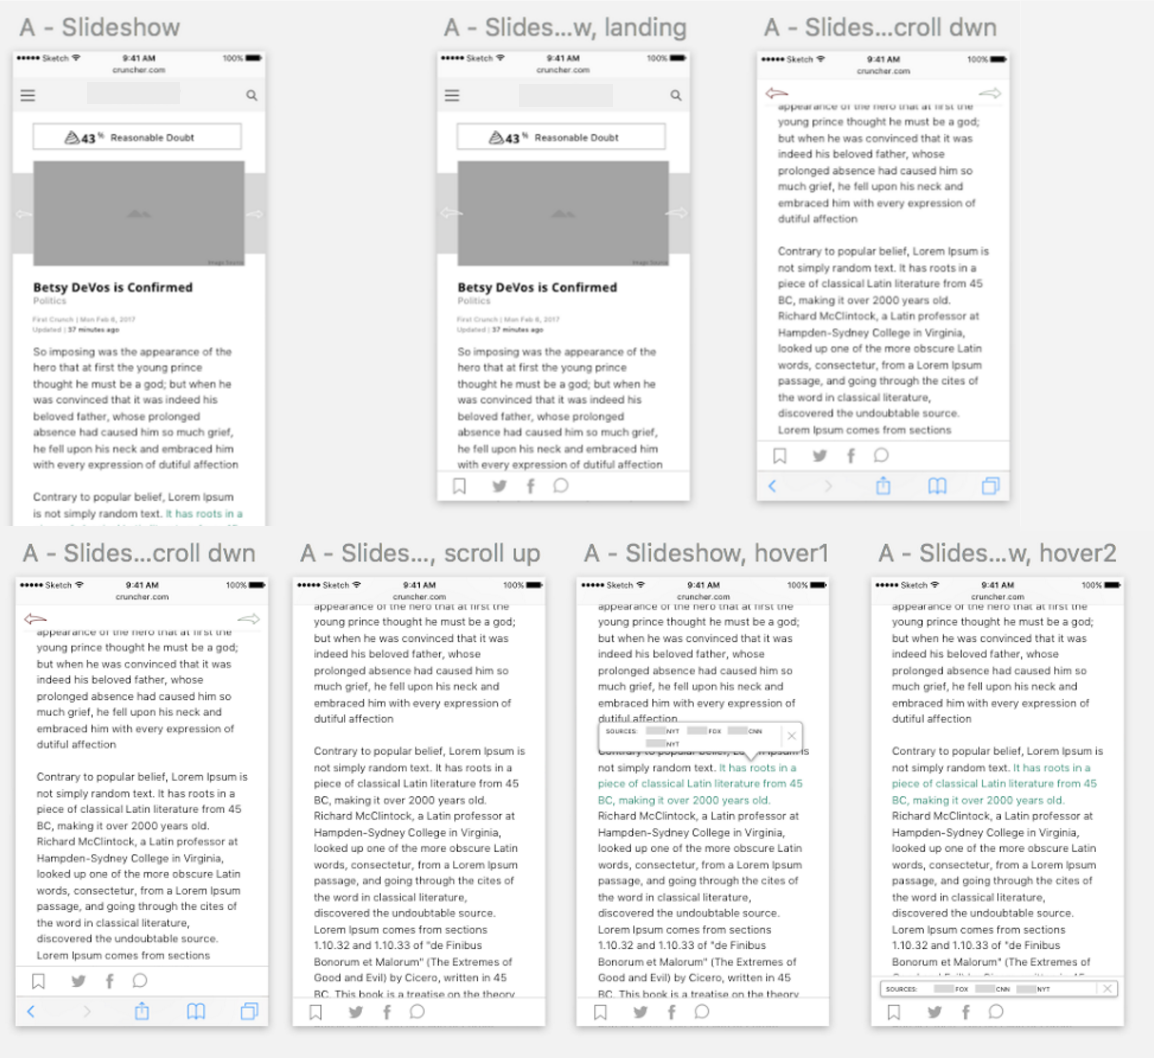 A - Slideshow
●●●●● Sketch 9:41 AM 100%
cruncher.com
43% Reasonable Doubt
Image Source
Betsy DeVos is Confirmed
Politics
First Crunch | Mon Feb 6, 2017
Updated | 37 minutes ago
So imposing was the appearance of the
hero that at first the young prince
thought he must be a god; but when he
was convinced that it was indeed his
beloved father, whose prolonged
absence had caused him so much grief,
he fell upon his neck and embraced him
with every expression of dutiful affection
Contrary to popular belief, Lorem Ipsum
is not simply random text. It has roots in a
A - Slides...w, landing
●●●●● Sketch 9:41 AM 100%
cruncher.com
43% Reasonable Doubt
Image Source
Betsy DeVos is Confirmed
Politics
First Crunch | Mon Feb 6, 2017
Updated | 37 minutes ago
So imposing was the appearance of the
hero that at first the young prince
thought he must be a god; but when he
was convinced that it was indeed his
beloved father, whose prolonged
absence had caused him so much grief,
he fell upon his neck and embraced him
with every expression of dutiful affection
A - Slides...croll dwn
●●●●● Sketch 9:41 AM 100%
cruncher.com
appearance of the hero that at first the
young prince thought he must be a god;
but when he was convinced that it was
indeed his beloved father, whose
prolonged absence had caused him so
much grief, he fell upon his neck and
embraced him with every expression of
dutiful affection
Contrary to popular belief, Lorem Ipsum is
not simply random text. It has roots in a
piece of classical Latin literature from 45
BC, making it over 2000 years old.
Richard McClintock, a Latin professor at
Hampden-Sydney College in Virginia,
looked up one of the more obscure Latin
words, consectetur, from a Lorem Ipsum
passage, and going through the cites of
the word in classical literature,
discovered the undoubtable source.
Lorem Ipsum comes from sections
A - Slides...croll dwn
●●●●● Sketch 9:41 AM 100%
cruncher.com
appearance of the hero that at first the
young prince thought he must be a god;
but when he was convinced that it was
indeed his beloved father, whose
prolonged absence had caused him so
much grief, he fell upon his neck and
embraced him with every expression of
dutiful affection
Contrary to popular belief, Lorem Ipsum is
not simply random text. It has roots in a
piece of classical Latin literature from 45
BC, making it over 2000 years old.
Richard McClintock, a Latin professor at
Hampden-Sydney College in Virginia,
looked up one of the more obscure Latin
words, consectetur, from a Lorem Ipsum
passage, and going through the cites of
the word in classical literature,
discovered the undoubtable source.
Lorem Ipsum comes from sections
A - Slides..., scroll up
●●●●● Sketch 9:41 AM 100%
cruncher.com
appearance of the hero that at first the
young prince thought he must be a god;
but when he was convinced that it was
indeed his beloved father, whose
prolonged absence had caused him so
much grief, he fell upon his neck and
embraced him with every expression of
dutiful affection
Contrary to popular belief, Lorem Ipsum is
not simply random text. It has roots in a
piece of classical Latin literature from 45
BC, making it over 2000 years old.
Richard McClintock, a Latin professor at
Hampden-Sydney College in Virginia,
looked up one of the more obscure Latin
words, consectetur, from a Lorem Ipsum
passage, and going through the cites of
the word in classical literature,
discovered the undoubtable source.
Lorem Ipsum comes from sections
1.10.32 and 1.10.33 of "de Finibus
Bonorum et Malorum" (The Extremes of
Good and Evil) by Cicero, written in 45
BC. This book is a treatise on the theory
A - Slideshow, hover1
●●●●● Sketch 9:41 AM 100%
cruncher.com
appearance of the hero that at first the
young prince thought he must be a god;
but when he was convinced that it was
indeed his beloved father, whose
prolonged absence had caused him so
much grief, he fell upon his neck and
embraced him with every expression of
dutiful affection
SOURCES: NYT FOX CNN
NYT
Contrary to popular belief, Lorem Ipsum is
not simply random text. It has roots in a
piece of classical Latin literature from 45
BC, making it over 2000 years old.
Richard McClintock, a Latin professor at
Hampden-Sydney College in Virginia,
looked up one of the more obscure Latin
words, consectetur, from a Lorem Ipsum
passage, and going through the cites of
the word in classical literature,
discovered the undoubtable source.
Lorem Ipsum comes from sections
1.10.32 and 1.10.33 of "de Finibus
Bonorum et Malorum" (The Extremes of
Good and Evil) by Cicero, written in 45
BC. This book is a treatise on the theory
A - Slides...w, hover2
●●●●● Sketch 9:41 AM 100%
cruncher.com
appearance of the hero that at first the
young prince thought he must be a god;
but when he was convinced that it was
indeed his beloved father, whose
prolonged absence had caused him so
much grief, he fell upon his neck and
embraced him with every expression of
dutiful affection
Contrary to popular belief, Lorem Ipsum is
not simply random text. It has roots in a
piece of classical Latin literature from 45
BC, making it over 2000 years old.
Richard McClintock, a Latin professor at
Hampden-Sydney College in Virginia,
looked up one of the more obscure Latin
words, consectetur, from a Lorem Ipsum
passage, and going through the cites of
the word in classical literature,
discovered the undoubtable source.
Lorem Ipsum comes from sections
1.10.32 and 1.10.33 of "de Finibus
Bonorum et Malorum" (The Extremes of
SOURCES: FOX CNN NYT